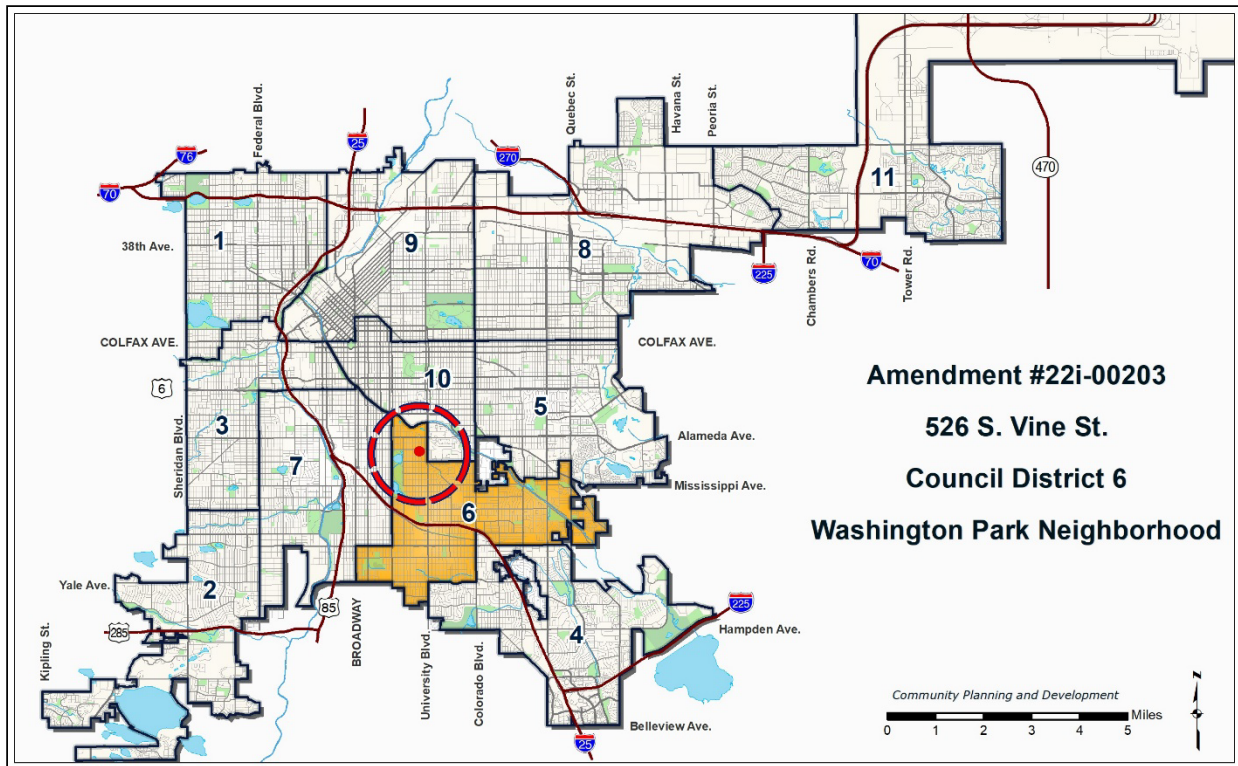 Federal Blvd.
Quebec St.
Havana St.
Peoria St.
76
25
270
70
470
11
1
9
8
38th Ave.
225
70
Chambers Rd.
Tower Rd.
COLFAX AVE.
COLFAX AVE.
6
10
5
3
Sheridan Blvd.
7
Alameda Ave.
Mississippi Ave.
6
Amendment #22i-00203
526 S. Vine St.
Council District 6
Washington Park Neighborhood
Yale Ave.
2
85
285
BROADWAY
University Blvd.
Colorado Blvd.
4
225
Hampden Ave.
Kipling St.
Belleview Ave.
25
Community Planning and Development
Miles
0 1 2 3 4 5
N